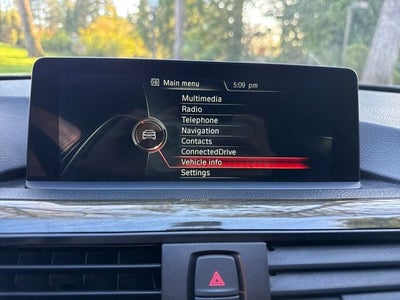 Main menu 5:09 pm
Multimedia
Radio
Telephone
Navigation
Contacts
ConnectedDrive
Vehicle info
Settings